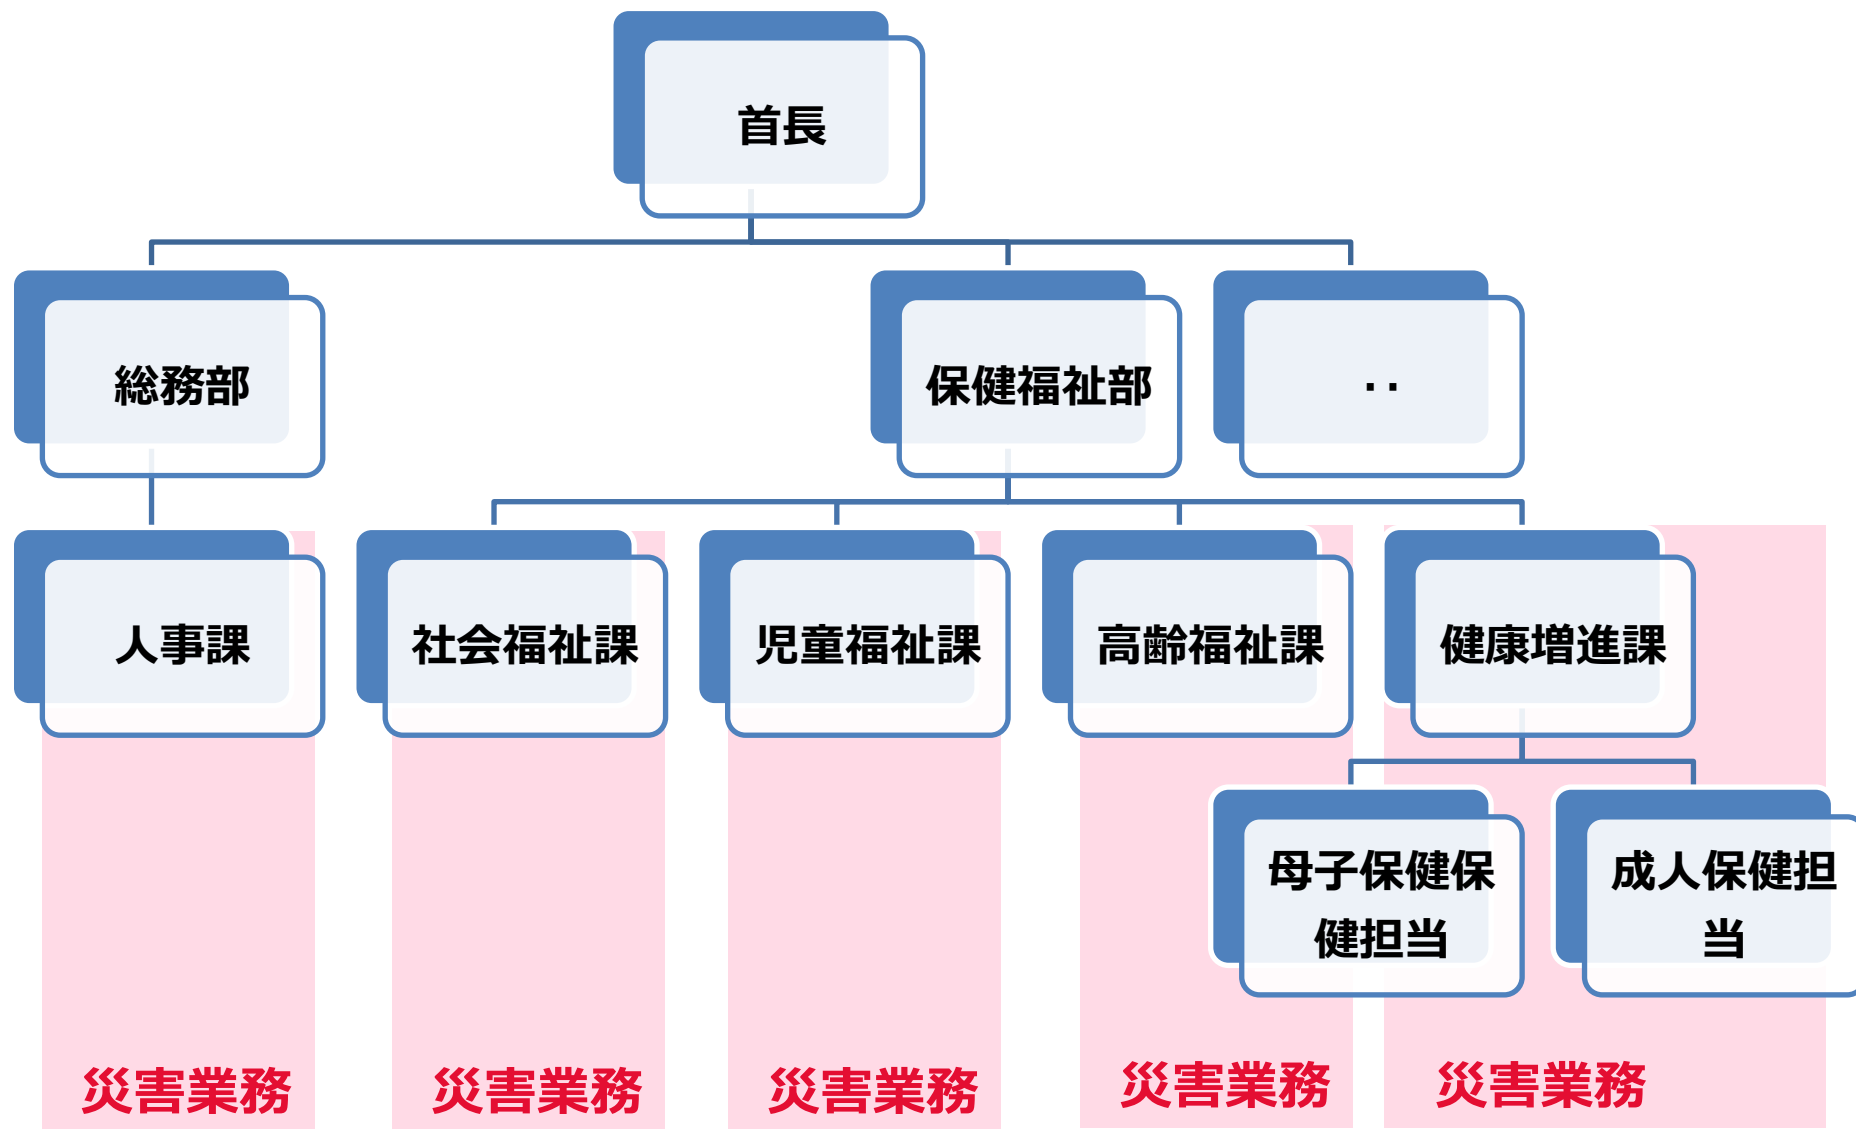 首長
総務部
保健福祉部
··
人事課
社会福祉課
児童福祉課
高齢福祉課
健康増進課
母子保健保
健担当
成人保健担
当
災害業務
災害業務
災害業務
災害業務
災害業務